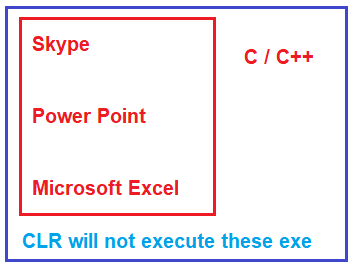 Skype
C / C++
Power Point
Microsoft Excel
CLR will not execute these exe